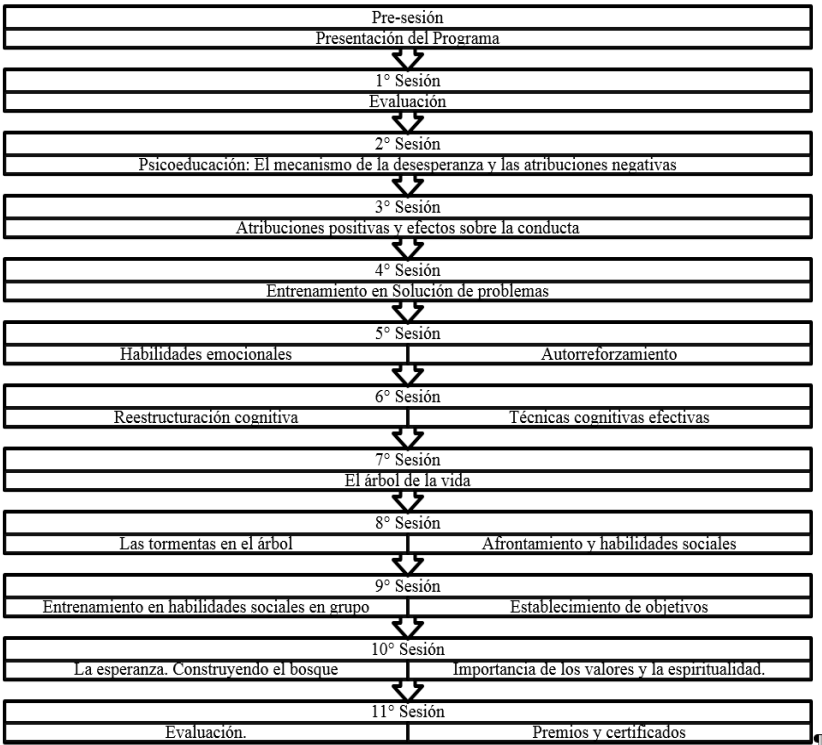 Pre-sesión
Presentación del Programa
1° Sesión
Evaluación
2° Sesión
Psicoeducación: El mecanismo de la desesperanza y las atribuciones negativas
3° Sesión
Atribuciones positivas y efectos sobre la conducta
4° Sesión
Entrenamiento en Solución de problemas
5° Sesión
Habilidades emocionales
Autorreforzamiento
6° Sesión
Reestructuración cognitiva
Técnicas cognitivas efectivas
7° Sesión
El árbol de la vida
8° Sesión
Las tormentas en el árbol
Afrontamiento y habilidades sociales
9° Sesión
Entrenamiento en habilidades sociales en grupo
Establecimiento de objetivos
10° Sesión
La esperanza. Construyendo el bosque
Importancia de los valores y la espiritualidad.
11° Sesión
Evaluación.
Premios y certificados
¶